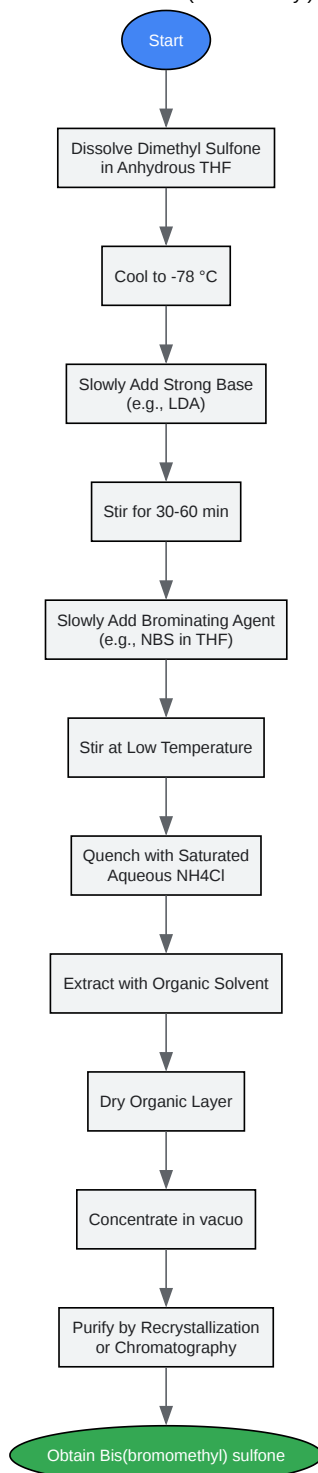 Start
Dissolve Dimethyl Sulfone
in Anhydrous THF
Cool to -78 °C
Slowly Add Strong Base
(e.g., LDA)
Stir for 30-60 min
Slowly Add Brominating Agent
(e.g., NBS in THF)
Stir at Low Temperature
Quench with Saturated
Aqueous NH4Cl
Extract with Organic Solvent
Dry Organic Layer
Concentrate in vacuo
Purify by Recrystallization
or Chromatography
Obtain Bis(bromomethyl) sulfone